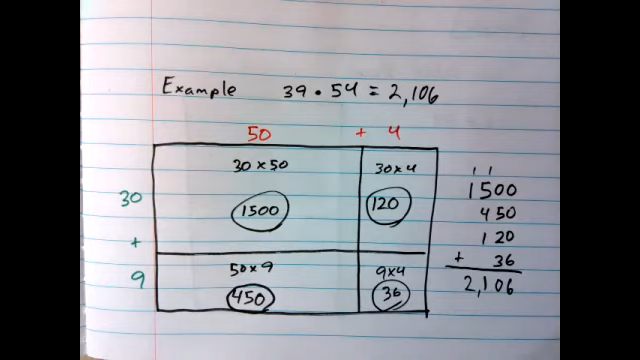 Example 39 • 54 = 2,106
50 + 4
30 x 50 30 x 4
30 1500 120
+
9 50 x 9 9 x 4
450 36
1 1
1500
450
120
+ 36
2,106